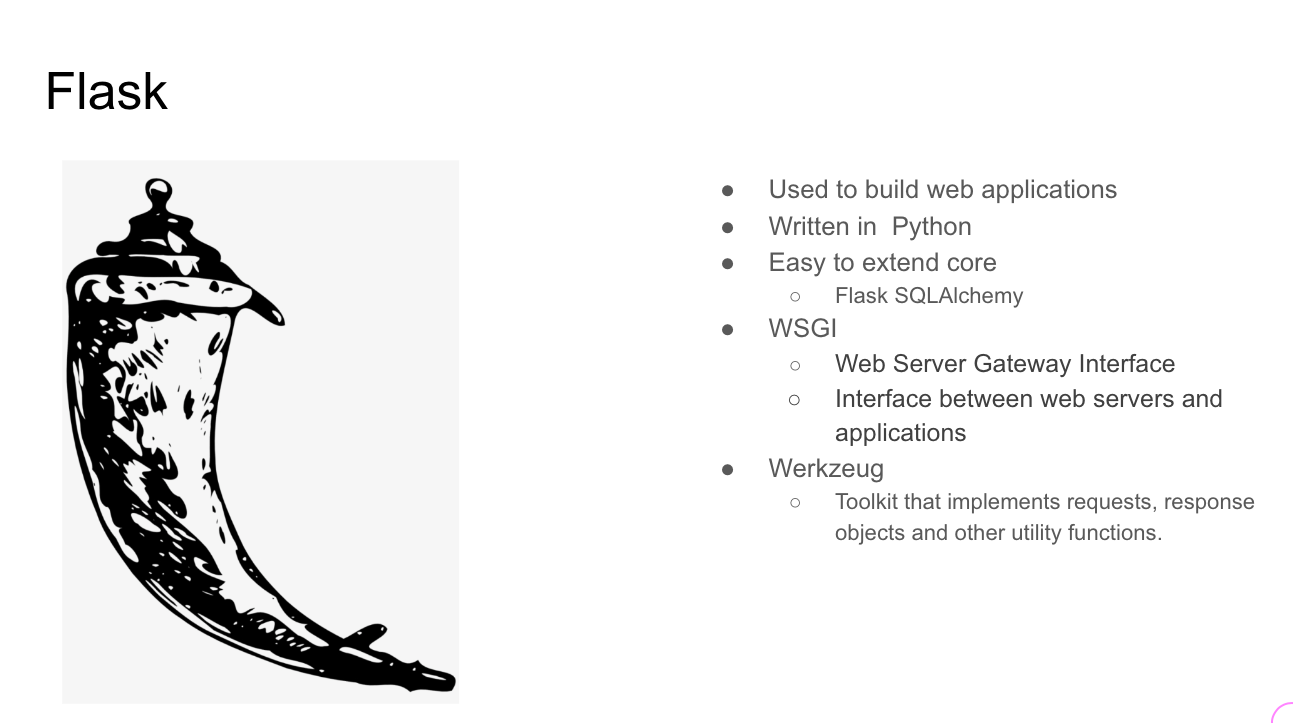 Flask
● Used to build web applications
● Written in  Python
● Easy to extend core
○ Flask SQLAlchemy
● WSGI
○ Web Server Gateway Interface
○ Interface between web servers and
applications
● Werkzeug
○ Toolkit that implements requests, response
objects and other utility functions.